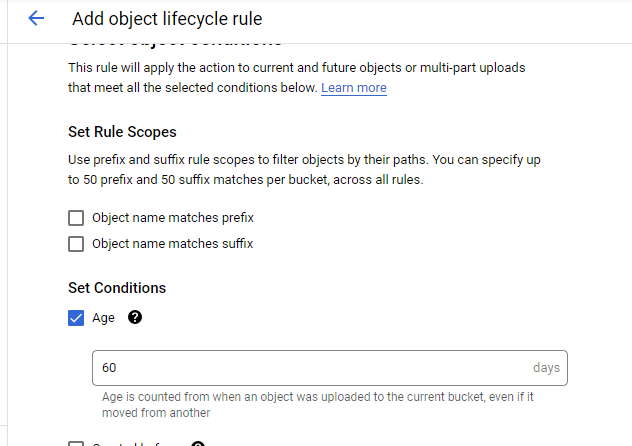 Add object lifecycle rule
Select object conditions
This rule will apply the action to current and future objects or multi-part uploads
that meet all the selected conditions below. Learn more
Set Rule Scopes
Use prefix and suffix rule scopes to filter objects by their paths. You can specify up
to 50 prefix and 50 suffix matches per bucket, across all rules.
Object name matches prefix
Object name matches suffix
Set Conditions
Age ?
60 days
Age is counted from when an object was uploaded to the current bucket, even if it
moved from another